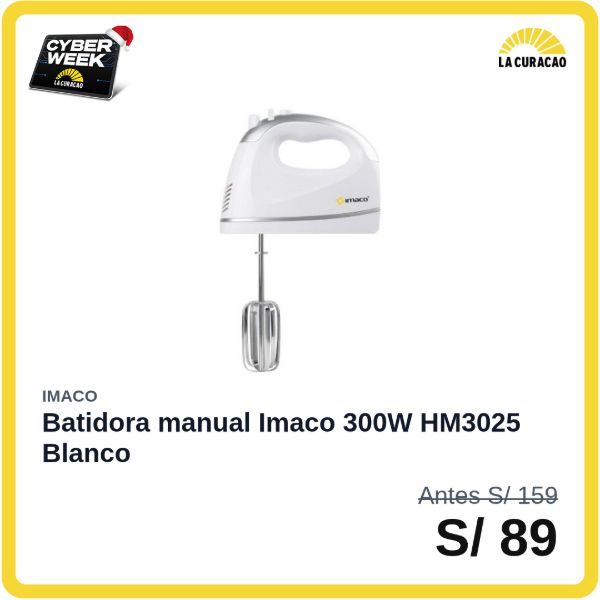 CYBER
WEEK
LA CURACAO
LA CURACAO
imaco
IMACO
Batidora manual Imaco 300W HM3025
Blanco
Antes S/ 159
S/ 89